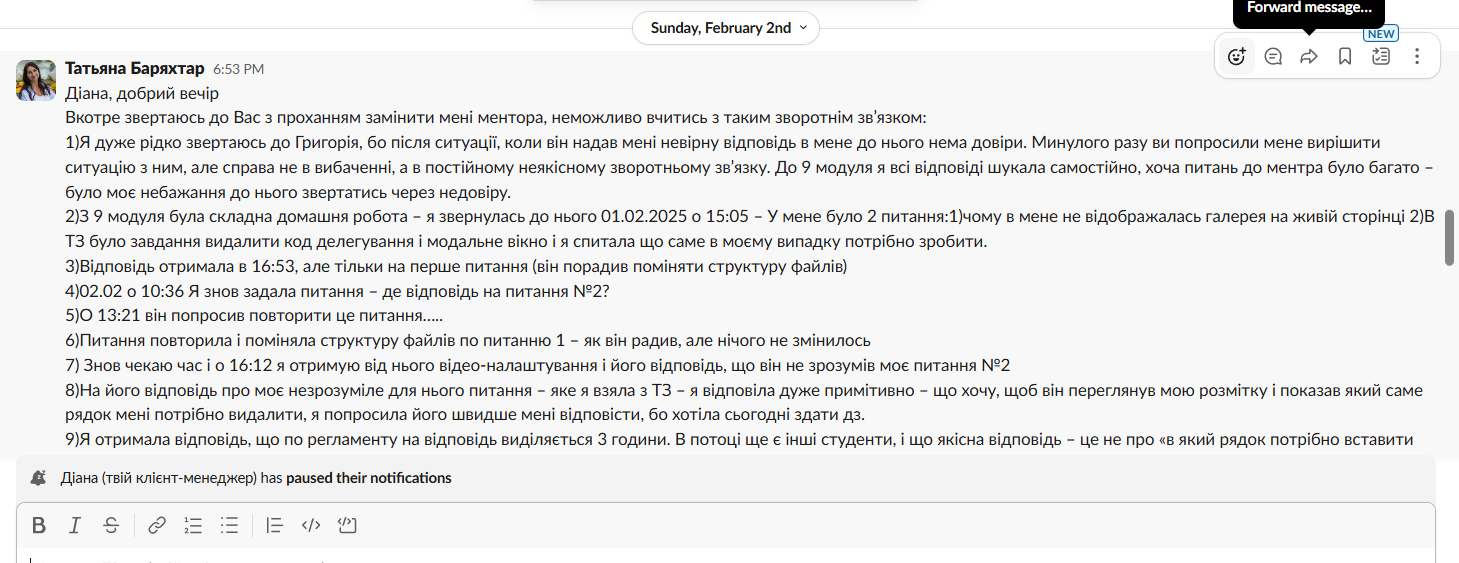 Forward message...
Sunday, February 2nd
NEW
Татьяна Баряхтар 6:53 PM
Діана, добрий вечір
Вкотре звертаюсь до Вас з проханням замінити мені ментора, неможливо вчитись з таким зворотнім зв’язком:
1)Я дуже рідко звертаюсь до Григорія, бо після ситуації, коли він надав мені невірну відповідь в мене до нього нема довіри. Минулого разу ви попросили мене вирішити
ситуацію з ним, але справа не в вибаченні, а в постійному неякісному зворотньому зв’язку. До 9 модуля я всі відповіді шукала самостійно, хоча питань до ментра було багато –
було моє небажання до нього звертатись через недовіру.
2)З 9 модуля була складна домашня робота – я звернулась до нього 01.02.2025 о 15:05 – У мене було 2 питання:1)чому в мене не відображалась галерея на живій сторінці 2)В
ТЗ було завдання видалити код делегування і модальне вікно і я спитала що саме в моєму випадку потрібно зробити.
3)Відповідь отримала в 16:53, але тільки на перше питання (він порадив поміняти структуру файлів)
4)02.02 о 10:36 Я знов задала питання – де відповідь на питання №2?
5)О 13:21 він попросив повторити це питання.....
6)Питання повторила і поміняла структуру файлів по питанню 1 – як він радив, але нічого не змінилось
7) Знов чекаю час і о 16:12 я отримую від нього відео-налаштування і його відповідь, що він не зрозумів моє питання №2
8)На його відповідь про моє незрозуміле для нього питання – яке я взяла з ТЗ – я відповіла дуже примітивно – що хочу, щоб він переглянув мою розмітку і показав який саме
рядок мені потрібно видалити, я попросила його швидше мені відповісти, бо хотіла сьогодні здати дз.
9)Я отримала відповідь, що по регламенту на відповідь виділяється 3 години. В потоці ще є інші студенти, і що якісна відповідь – це не про «в який рядок потрібно вставити
Діана (твій клієнт-менеджер) has paused their notifications